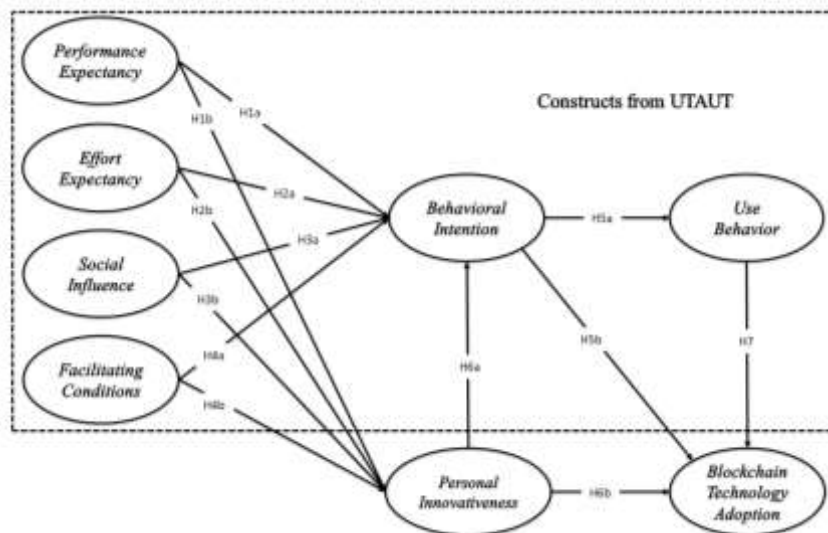 Performance
Expectancy
Constructs from UTAUT
H1a
H1b
Effort
Expectancy
H2a
H2b
Behavioral
Intention
H5a
Use
Behavior
H3a
Social
Influence
H3b
H4a
H5b
H7
Facilitating
Conditions
H6a
Personal
Innovativeness
H6b
Blockchain
Technology
Adoption